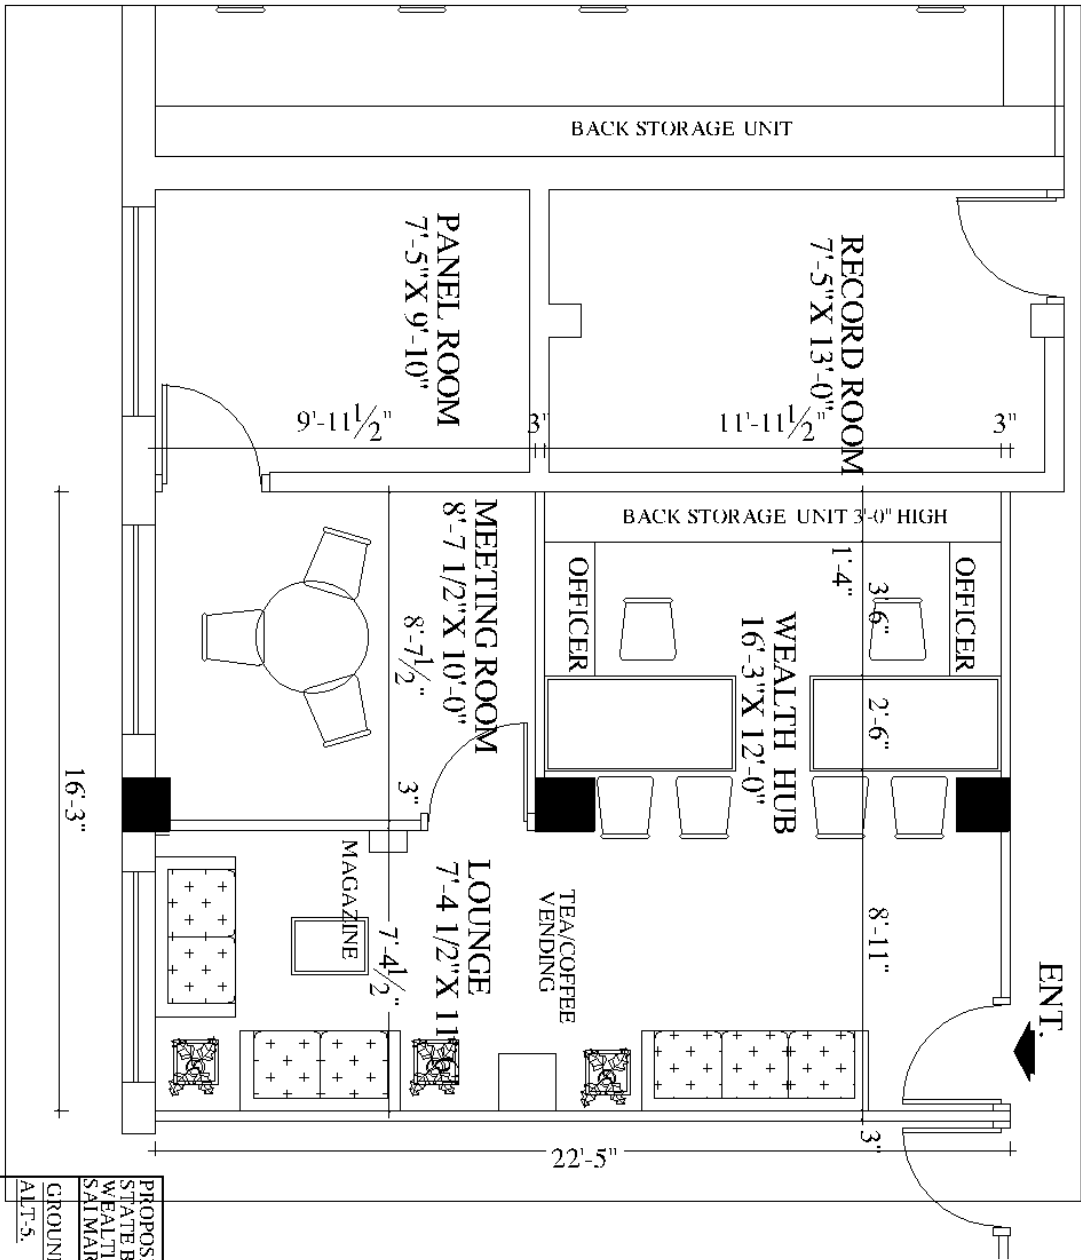 BACK STORAGE UNIT
PANEL ROOM
7'-5"X 9'-10"
RECORD ROOM
7'-5"X 13'-0"
9'-11½"
3"
11'-11½"
3"
BACK STORAGE UNIT 3'-0" HIGH
MEETING ROOM
8'-7 1/2"X 10'-0"
8'-7½"
OFFICER
1'-4"
3'-6"
OFFICER
WEALTH HUB
16'-3"X 12'-0"
2'-6"
3"
16'-3"
MAGAZINE
LOUNGE
7'-4 1/2"X 11
7'-4½"
TEA/COFFEE
VENDING
8'-11"
ENT.
3"
22'-5"
PROPOS
STATE B
WEALT
SAI MAR
GROUN
ALT-5.